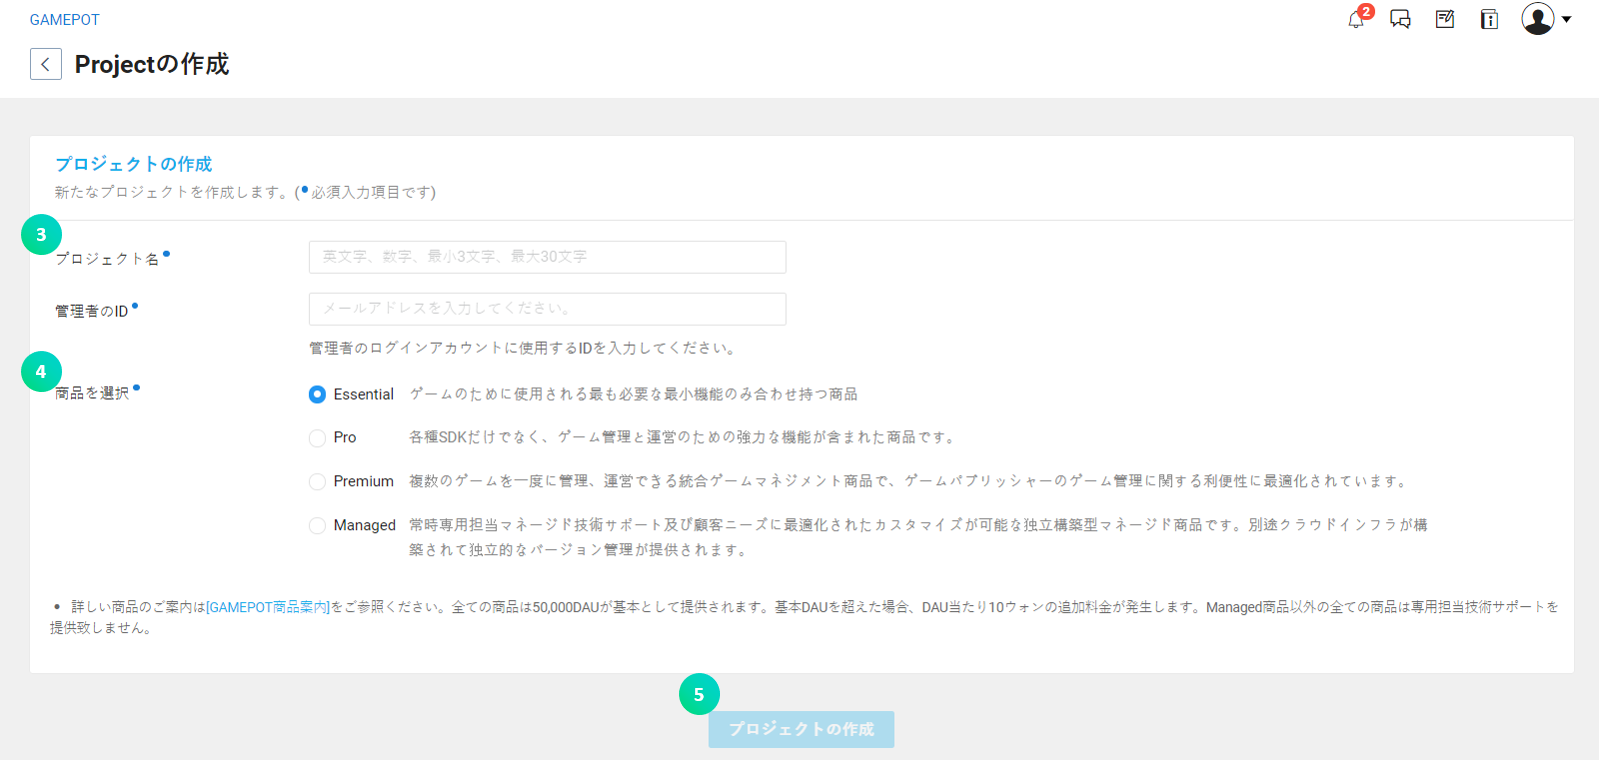 GAMEPOT
2
Projectの作成
プロジェクトの作成
新たなプロジェクトを作成します。(●必須入力項目です)
3
プロジェクト名●
英文字、数字、最小3文字、最大30文字
管理者のID●
メールアドレスを入力してください。
管理者のログインアカウントに使用するIDを入力してください。
4
商品を選択●
Essential ゲームのために使用される最も必要な最小機能のみ合わせ持つ商品
Pro 各種SDKだけでなく、ゲーム管理と運営のための強力な機能が含まれた商品です。
Premium 複数のゲームを一度に管理、運営できる統合ゲームマネジメント商品で、ゲームパブリッシャーのゲーム管理に関する利便性に最適化されています。
Managed 常時専用担当マネージド技術サポート及び顧客ニーズに最適化されたカスタマイズが可能な独立構築型マネージド商品です。別途クラウドインフラが構
築されて独立的なバージョン管理が提供されます。
• 詳しい商品のご案内は[GAMEPOT商品案内]をご参照ください。全ての商品は50,000DAUが基本として提供されます。基本DAUを超えた場合、DAU当たり10ウォンの追加料金が発生します。Managed商品以外の全ての商品は専用担当技術サポートを
提供致しません。
5
プロジェクトの作成